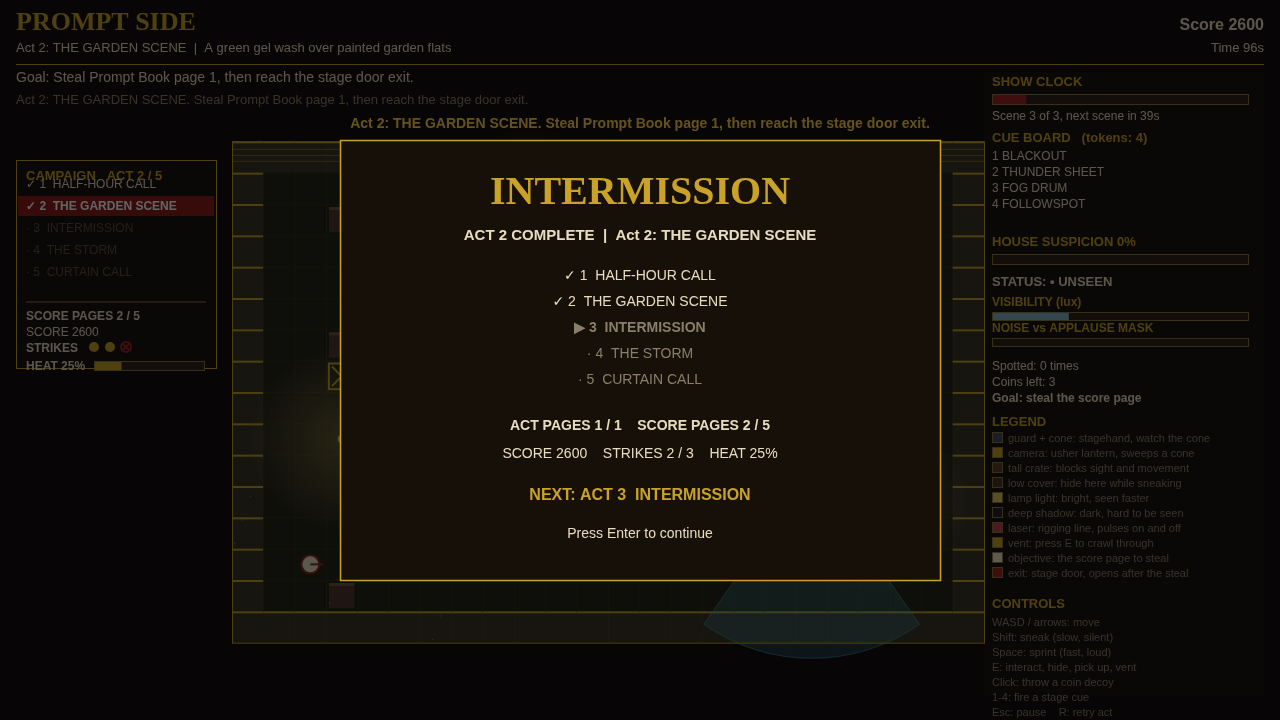 PROMPT SIDE
Score 2600
Act 2: THE GARDEN SCENE | A green gel wash over painted garden flats
Time 96s
Goal: Steal Prompt Book page 1, then reach the stage door exit.
Act 2: THE GARDEN SCENE. Steal Prompt Book page 1, then reach the stage door exit.
Act 2: THE GARDEN SCENE. Steal Prompt Book page 1, then reach the stage door exit.
CAMPAIGN ACT 2 / 5
✓ 1 HALF-HOUR CALL
✓ 2 THE GARDEN SCENE
· 3 INTERMISSION
· 4 THE STORM
· 5 CURTAIN CALL
SCORE PAGES 2 / 5
SCORE 2600
STRIKES
HEAT 25%
INTERMISSION
ACT 2 COMPLETE | Act 2: THE GARDEN SCENE
✓ 1 HALF-HOUR CALL
✓ 2 THE GARDEN SCENE
▶ 3 INTERMISSION
· 4 THE STORM
· 5 CURTAIN CALL
ACT PAGES 1 / 1 SCORE PAGES 2 / 5
SCORE 2600 STRIKES 2 / 3 HEAT 25%
NEXT: ACT 3 INTERMISSION
Press Enter to continue
SHOW CLOCK
Scene 3 of 3, next scene in 39s
CUE BOARD (tokens: 4)
1 BLACKOUT
2 THUNDER SHEET
3 FOG DRUM
4 FOLLOWSPOT
HOUSE SUSPICION 0%
STATUS: • UNSEEN
VISIBILITY (lux)
NOISE vs APPLAUSE MASK
Spotted: 0 times
Coins left: 3
Goal: steal the score page
LEGEND
guard + cone: stagehand, watch the cone
camera: usher lantern, sweeps a cone
tall crate: blocks sight and movement
low cover: hide here while sneaking
lamp light: bright, seen faster
deep shadow: dark, hard to be seen
laser: rigging line, pulses on and off
vent: press E to crawl through
objective: the score page to steal
exit: stage door, opens after the steal
CONTROLS
WASD / arrows: move
Shift: sneak (slow, silent)
Space: sprint (fast, loud)
E: interact, hide, pick up, vent
Click: throw a coin decoy
1-4: fire a stage cue
Esc: pause R: retry act